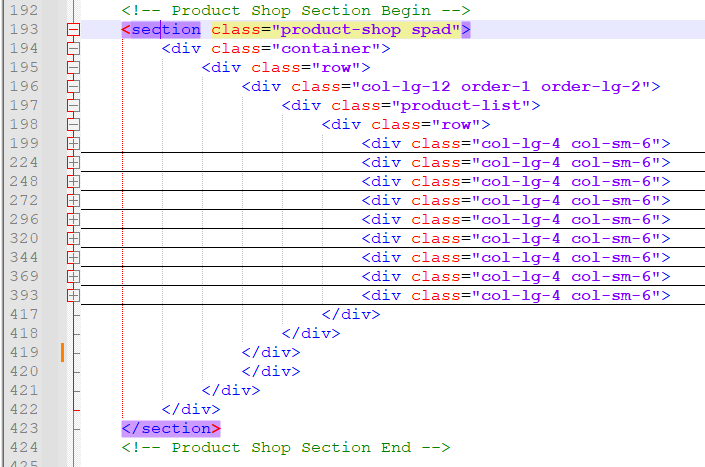 192 <!-- Product Shop Section Begin -->
193 <section class="product-shop spad">
194 <div class="container">
195 <div class="row">
196 <div class="col-lg-12 order-1 order-lg-2">
197 <div class="product-list">
198 <div class="row">
199 <div class="col-lg-4 col-sm-6">
224 <div class="col-lg-4 col-sm-6">
248 <div class="col-lg-4 col-sm-6">
272 <div class="col-lg-4 col-sm-6">
296 <div class="col-lg-4 col-sm-6">
320 <div class="col-lg-4 col-sm-6">
344 <div class="col-lg-4 col-sm-6">
369 <div class="col-lg-4 col-sm-6">
393 <div class="col-lg-4 col-sm-6">
417 </div>
418 </div>
419 </div>
420 </div>
421 </div>
422 </div>
423 </section>
424 <!-- Product Shop Section End -->
425